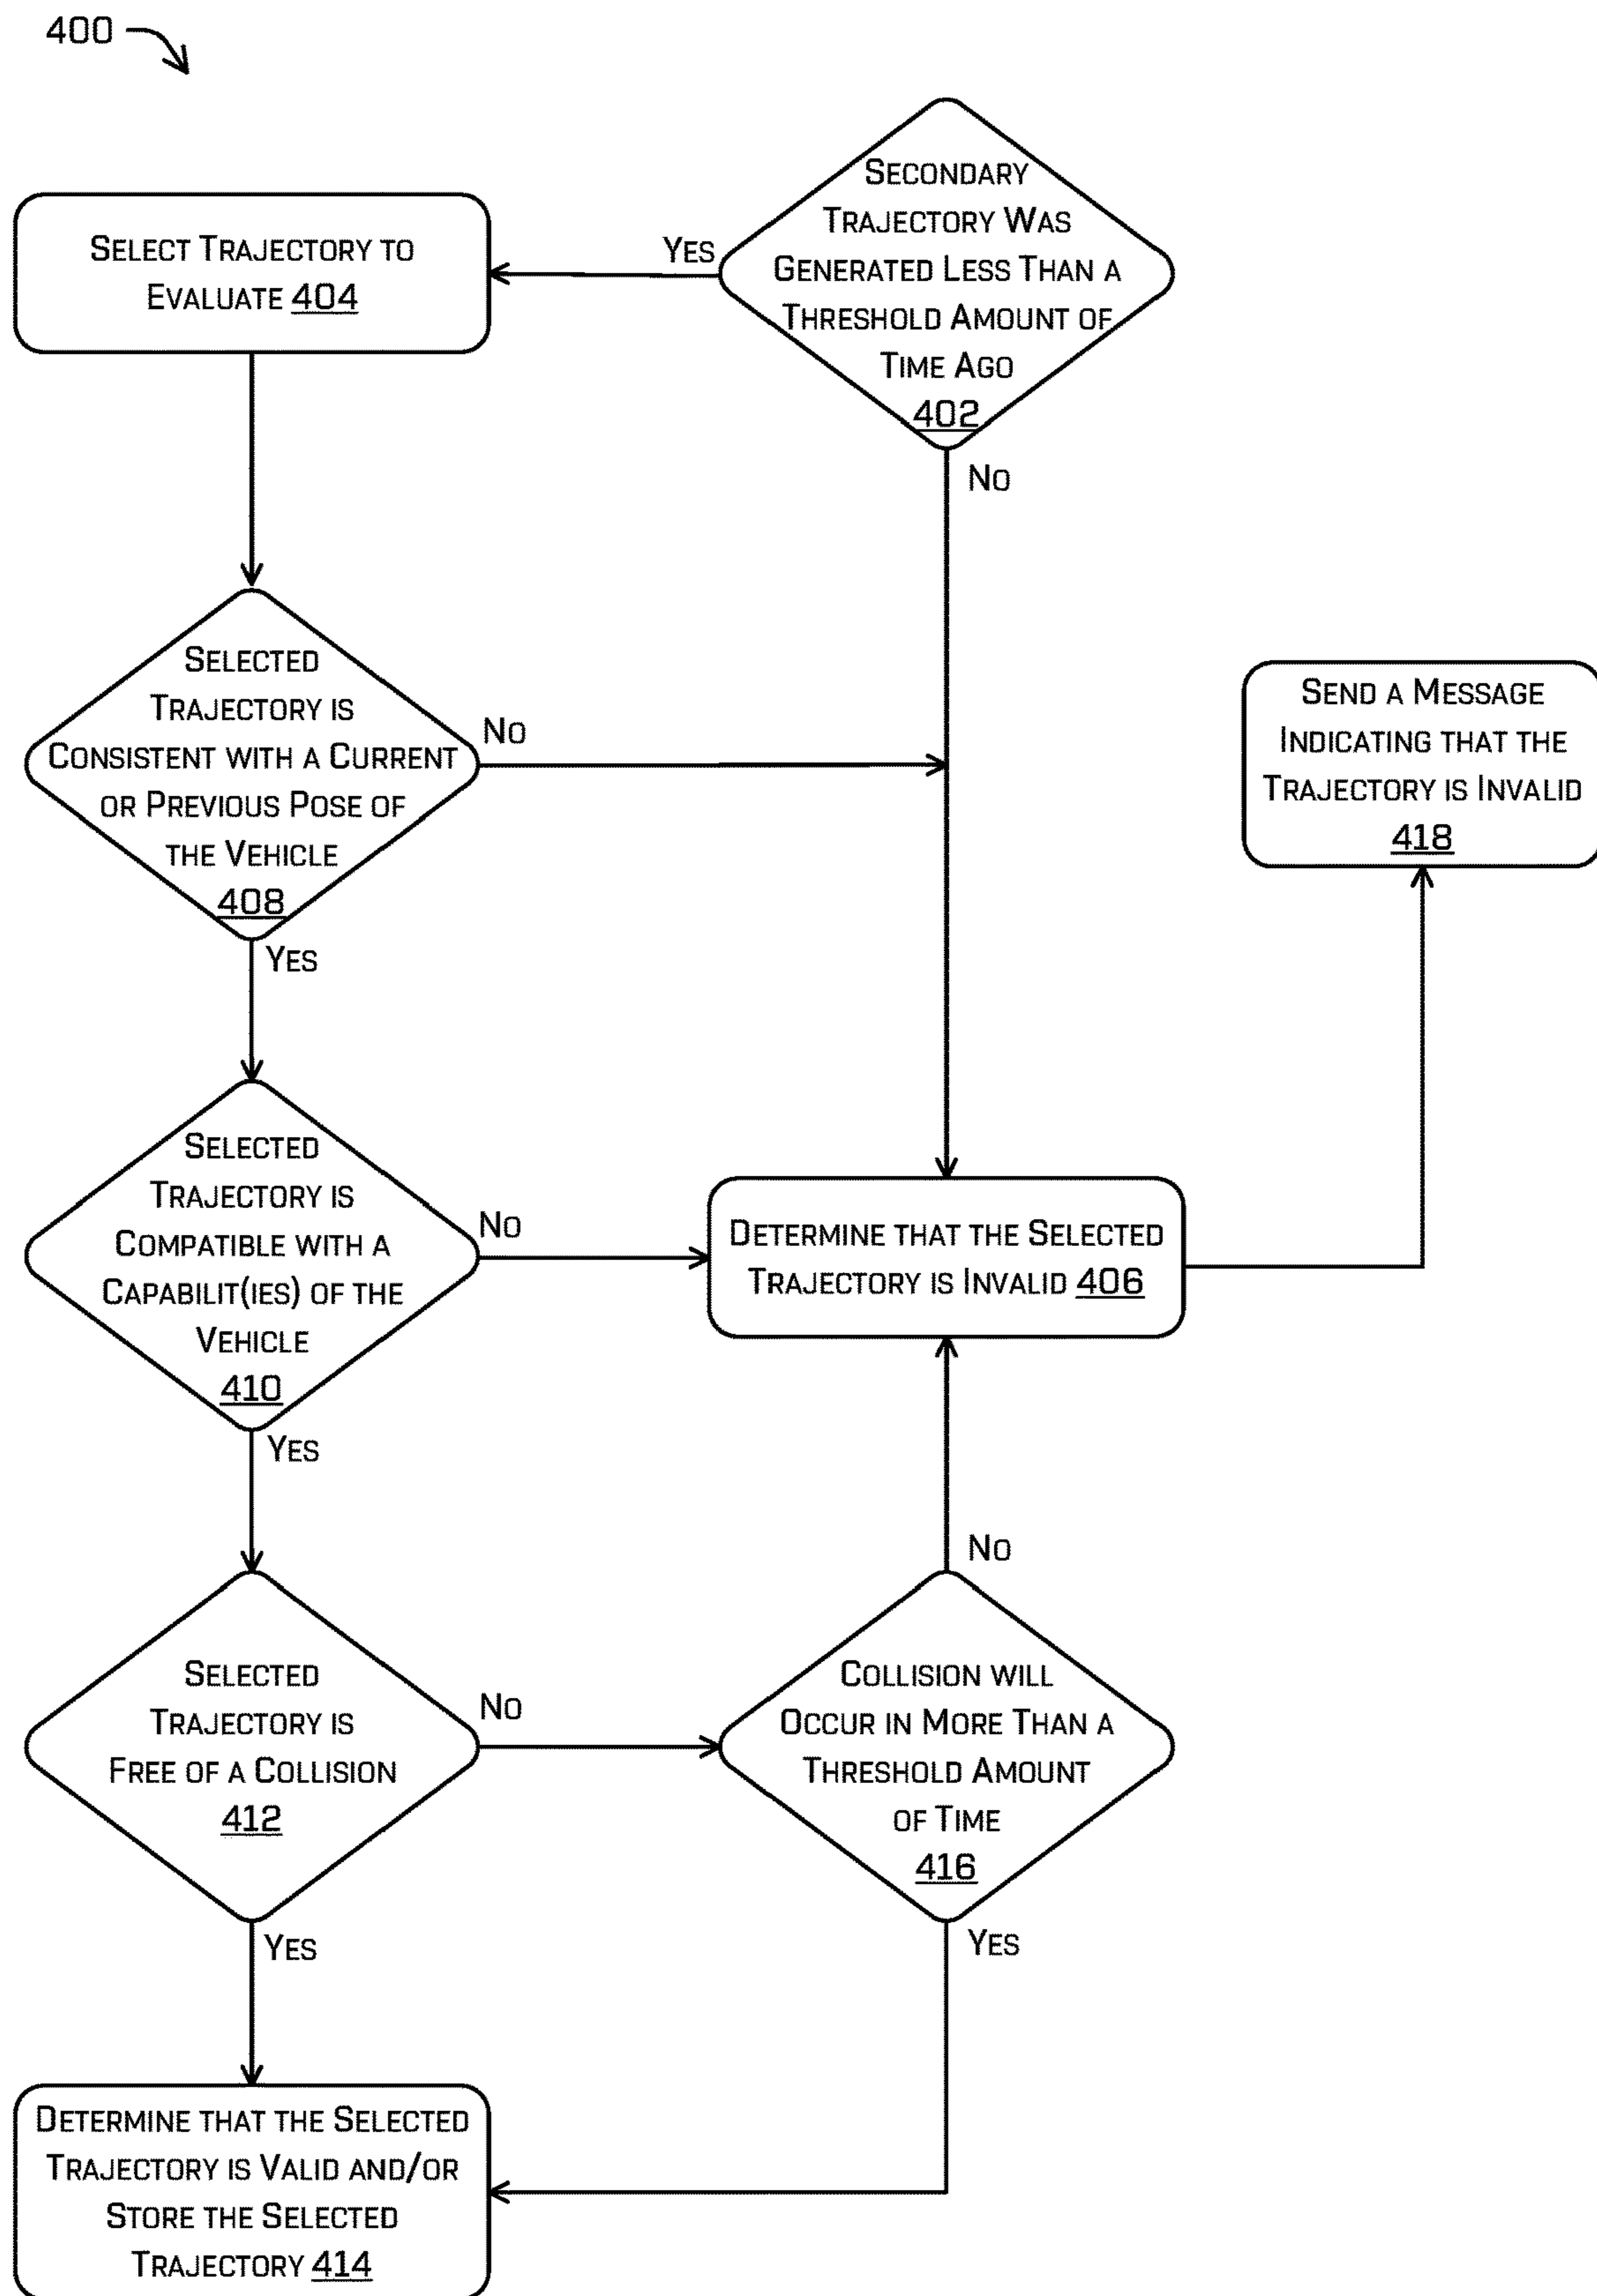 400
SECONDARY
TRAJECTORY WAS
GENERATED LESS THAN A
THRESHOLD AMOUNT OF
TIME AGO
402
YES
NO
SELECT TRAJECTORY TO
EVALUATE 404
SELECTED
TRAJECTORY IS
CONSISTENT WITH A CURRENT
OR PREVIOUS POSE OF
THE VEHICLE
408
NO
YES
SEND A MESSAGE
INDICATING THAT THE
TRAJECTORY IS INVALID
418
SELECTED
TRAJECTORY IS
COMPATIBLE WITH A
CAPABILIT(IES) OF THE
VEHICLE
410
NO
YES
DETERMINE THAT THE SELECTED
TRAJECTORY IS INVALID 406
SELECTED
TRAJECTORY IS
FREE OF A COLLISION
412
NO
YES
NO
COLLISION WILL
OCCUR IN MORE THAN A
THRESHOLD AMOUNT
OF TIME
416
YES
DETERMINE THAT THE SELECTED
TRAJECTORY IS VALID AND/OR
STORE THE SELECTED
TRAJECTORY 414